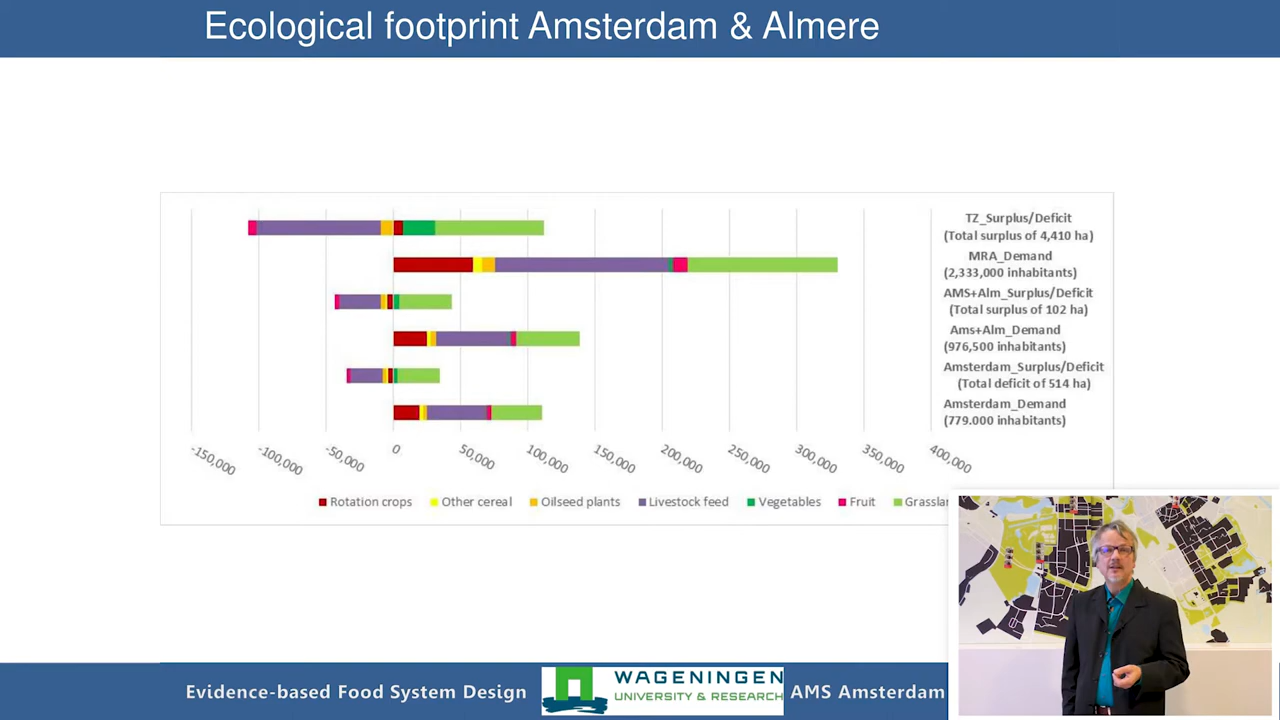 Ecological footprint Amsterdam & Almere
TZ_Surplus/Deficit
(Total surplus of 4,410 ha)
MRA_Demand
(2,333,000 inhabitants)
AMS+Alm_Surplus/Deficit
(Total surplus of 102 ha)
Ams+Alm_Demand
(976,500 inhabitants)
Amsterdam_Surplus/Deficit
(Total deficit of 514 ha)
Amsterdam_Demand
(779.000 inhabitants)
-150,000 -100,000 -50,000 0 50,000 100,000 150,000 200,000 250,000 300,000 350,000 400,000
Rotation crops Other cereal Oilseed plants Livestock feed Vegetables Fruit Grasslan
Evidence-based Food System Design WAGENINGEN AMS Amsterdam
UNIVERSITY & RESEARCH